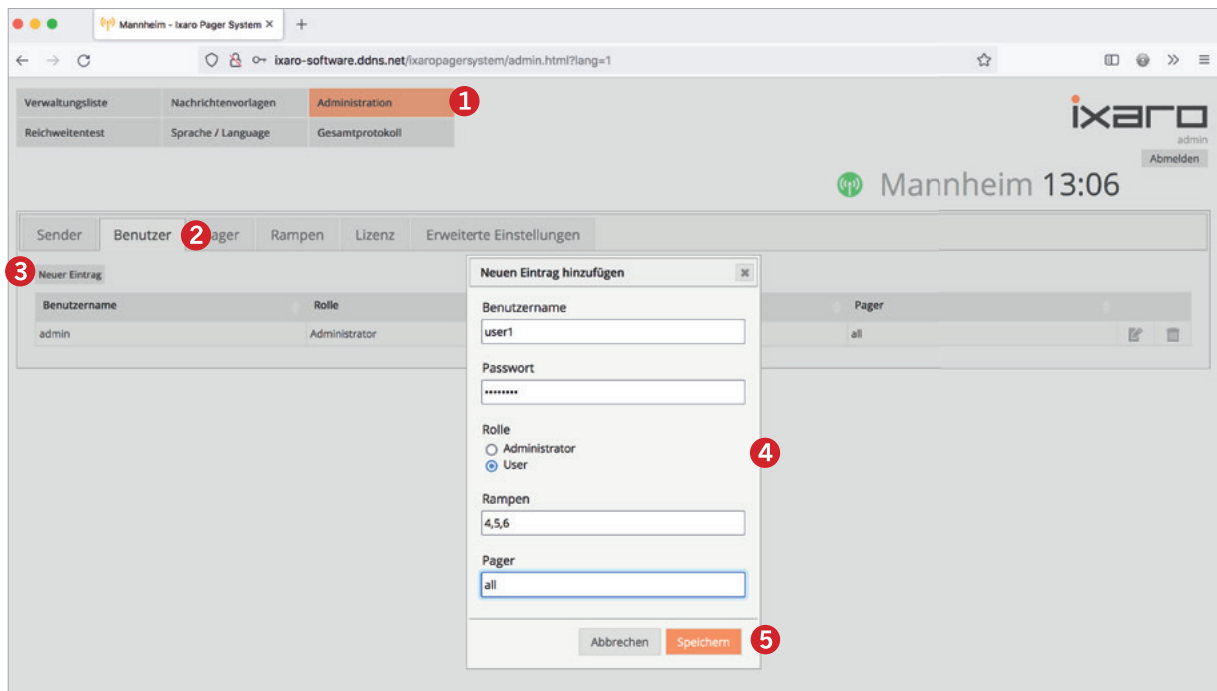 Mannheim - Ixaro Pager System ✕ +
ixaro-software.ddns.net/ixaropagersystem/admin.html?lang=1
Verwaltungsliste Nachrichtenvorlagen Administration 1
Reichweitentest Sprache / Language Gesamtprotokoll
ixaro
admin
Abmelden
Mannheim 13:06
Sender Benutzer 2 ager Rampen Lizenz Erweiterte Einstellungen
3 Neuer Eintrag
Benutzername Rolle Pager
admin Administrator all
Neuen Eintrag hinzufügen
Benutzername
user1
Passwort
••••••••
Rolle
Administrator
User
4
Rampen
4,5,6
Pager
all
Abbrechen Speichern 5